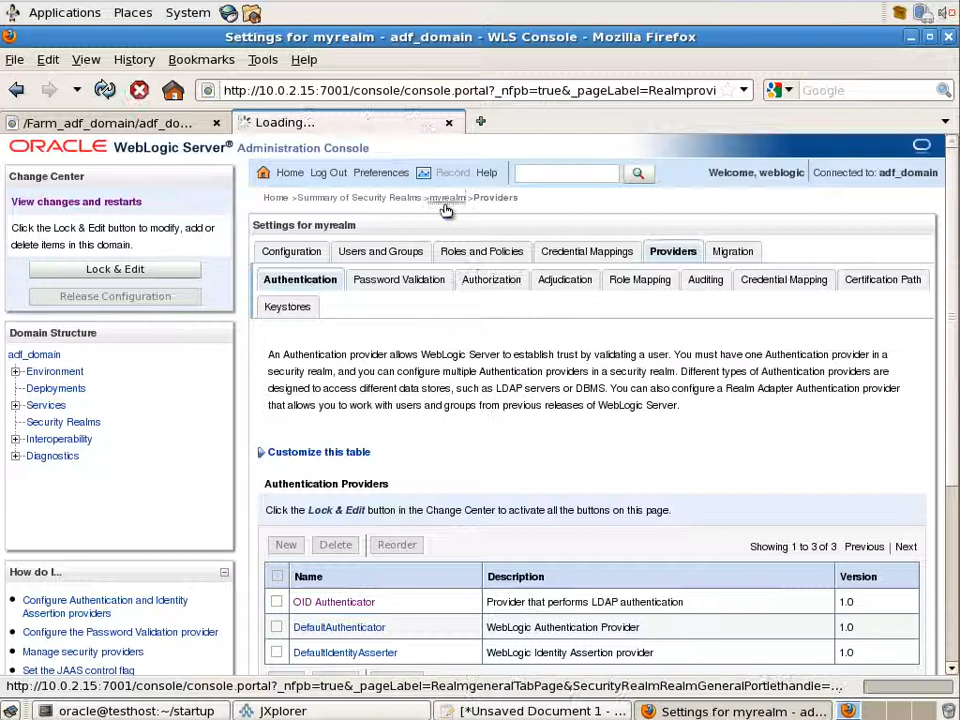 Applications Places System
Settings for myrealm - adf_domain - WLS Console - Mozilla Firefox
File Edit View History Bookmarks Tools Help
http://10.0.2.15:7001/console/console.portal?_nfpb=true&_pageLabel=RealmProvi
Google
/Farm_adf_domain/adf_do...
Loading...
ORACLE WebLogic Server® Administration Console
Change Center
View changes and restarts
Click the Lock & Edit button to modify, add or
delete items in this domain.
Lock & Edit
Release Configuration
Domain Structure
adf_domain
Environment
Deployments
Services
Security Realms
Interoperability
Diagnostics
How do I...
Configure Authentication and Identity
Assertion providers
Configure the Password Validation provider
Manage security providers
Set the JAAS control flag
Home Log Out Preferences Record Help
Welcome, weblogic
Connected to: adf_domain
Home >Summary of Security Realms >myrealm >Providers
Settings for myrealm
Configuration Users and Groups Roles and Policies Credential Mappings Providers Migration
Authentication Password Validation Authorization Adjudication Role Mapping Auditing Credential Mapping Certification Path
Keystores
An Authentication provider allows WebLogic Server to establish trust by validating a user. You must have one Authentication provider in a
security realm, and you can configure multiple Authentication providers in a security realm. Different types of Authentication providers are
designed to access different data stores, such as LDAP servers or DBMS. You can also configure a Realm Adapter Authentication provider
that allows you to work with users and groups from previous releases of WebLogic Server.
Customize this table
Authentication Providers
Click the Lock & Edit button in the Change Center to activate all the buttons on this page.
New Delete Reorder
Showing 1 to 3 of 3 Previous | Next
Name Description Version
OID Authenticator Provider that performs LDAP authentication 1.0
DefaultAuthenticator WebLogic Authentication Provider 1.0
DefaultIdentityAsserter WebLogic Identity Assertion provider 1.0
http://10.0.2.15:7001/console/console.portal?_nfpb=true&_pageLabel=RealmgeneralTabPage&SecurityRealmRealmGeneralPortlethandle=...
oracle@testhost:~/startup
JXplorer
[*Unsaved Document 1 - ...
Settings for myrealm - ad...